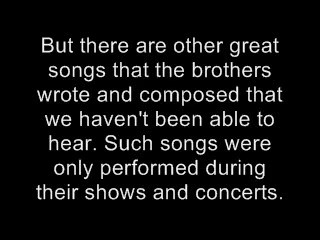 But there are other great
songs that the brothers
wrote and composed that
we haven't been able to
hear. Such songs were
only performed during
their shows and concerts.